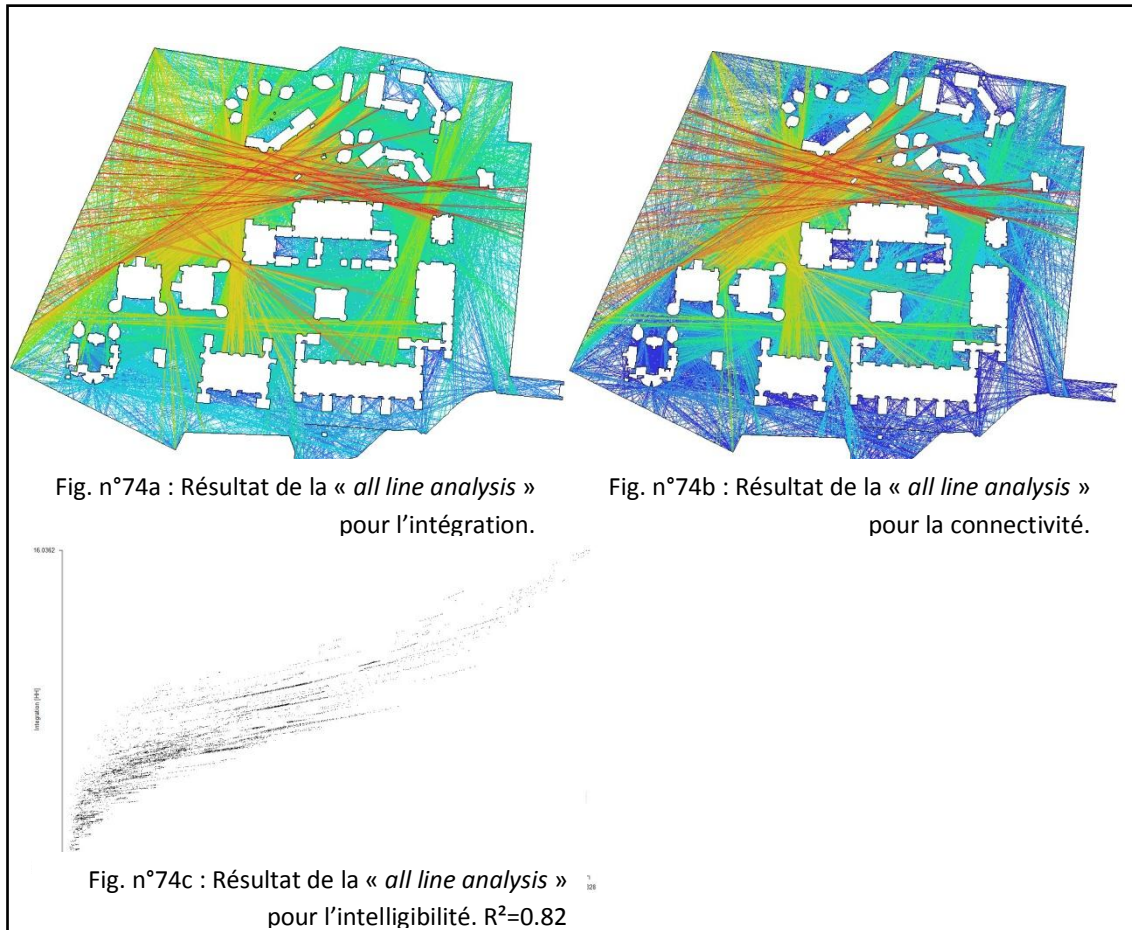 Fig. n°74a : Résultat de la « all line analysis »
pour l’intégration.
Fig. n°74b : Résultat de la « all line analysis »
pour la connectivité.
16.0362
Integration [HH]
Fig. n°74c : Résultat de la « all line analysis »
pour l’intelligibilité. R²=0.82